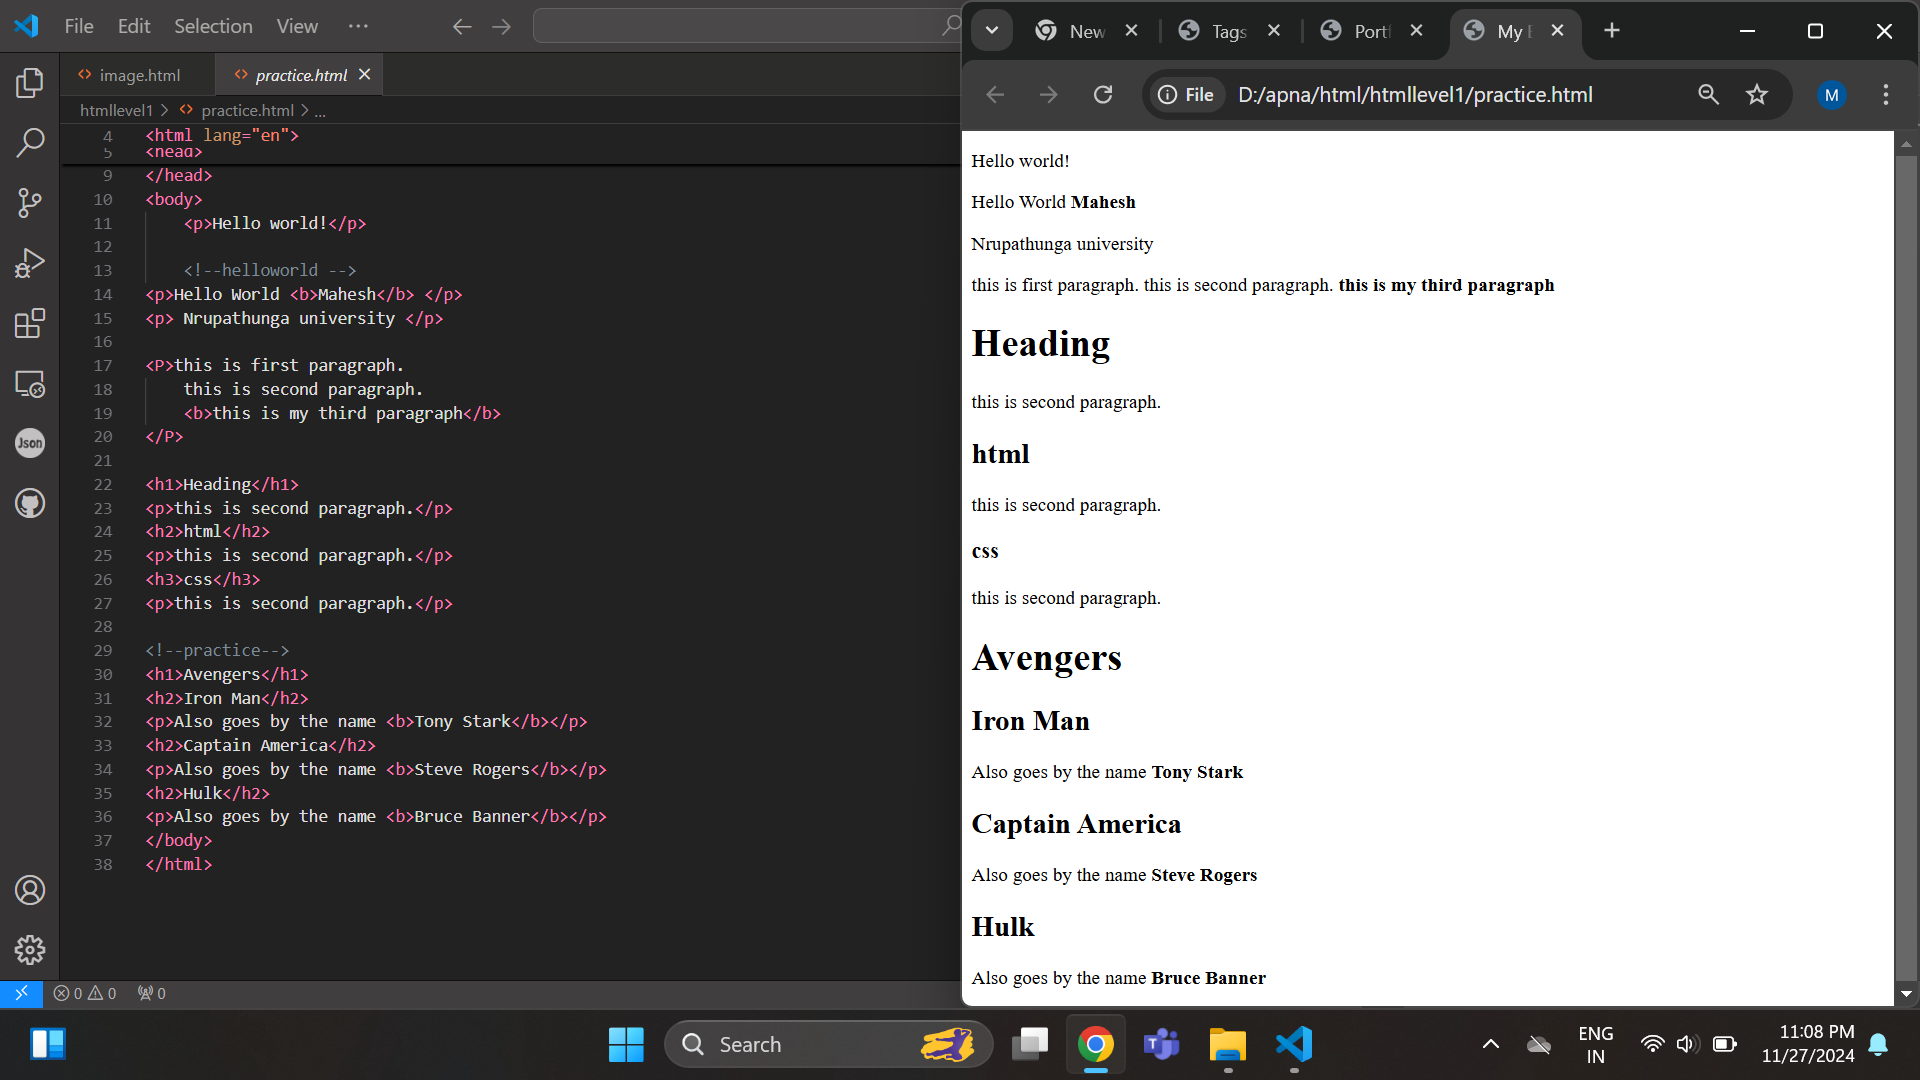 File Edit Selection View ...
image.html practice.html
htmllevel1 > practice.html > ...
4 <html lang="en">
5 <head>
9 </head>
10 <body>
11 <p>Hello world!</p>
12
13 <!--helloworld -->
14 <p>Hello World <b>Mahesh</b> </p>
15 <p> Nrupathunga university </p>
16
17 <P>this is first paragraph.
18 this is second paragraph.
19 <b>this is my third paragraph</b>
20 </P>
21
22 <h1>Heading</h1>
23 <p>this is second paragraph.</p>
24 <h2>html</h2>
25 <p>this is second paragraph.</p>
26 <h3>css</h3>
27 <p>this is second paragraph.</p>
28
29 <!--practice-->
30 <h1>Avengers</h1>
31 <h2>Iron Man</h2>
32 <p>Also goes by the name <b>Tony Stark</b></p>
33 <h2>Captain America</h2>
34 <p>Also goes by the name <b>Steve Rogers</b></p>
35 <h2>Hulk</h2>
36 <p>Also goes by the name <b>Bruce Banner</b></p>
37 </body>
38 </html>
Json
0 0 0
New Tags Port My
File D:/apna/html/htmllevel1/practice.html M
Hello world!
Hello World Mahesh
Nrupathunga university
this is first paragraph. this is second paragraph. this is my third paragraph
Heading
this is second paragraph.
html
this is second paragraph.
css
this is second paragraph.
Avengers
Iron Man
Also goes by the name Tony Stark
Captain America
Also goes by the name Steve Rogers
Hulk
Also goes by the name Bruce Banner
Search
T
ENG
IN
11:08 PM
11/27/2024